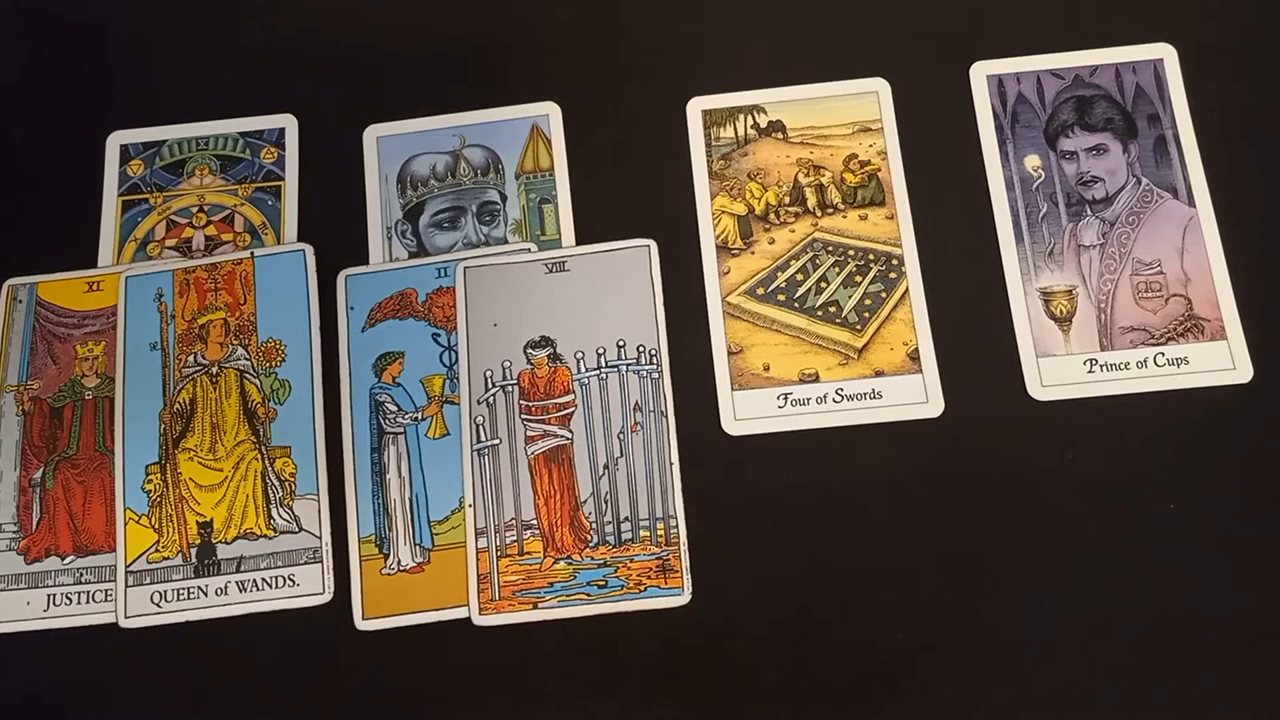 X
XI
JUSTICE
QUEEN of WANDS.
II
VIII
Four of Swords
Prince of Cups